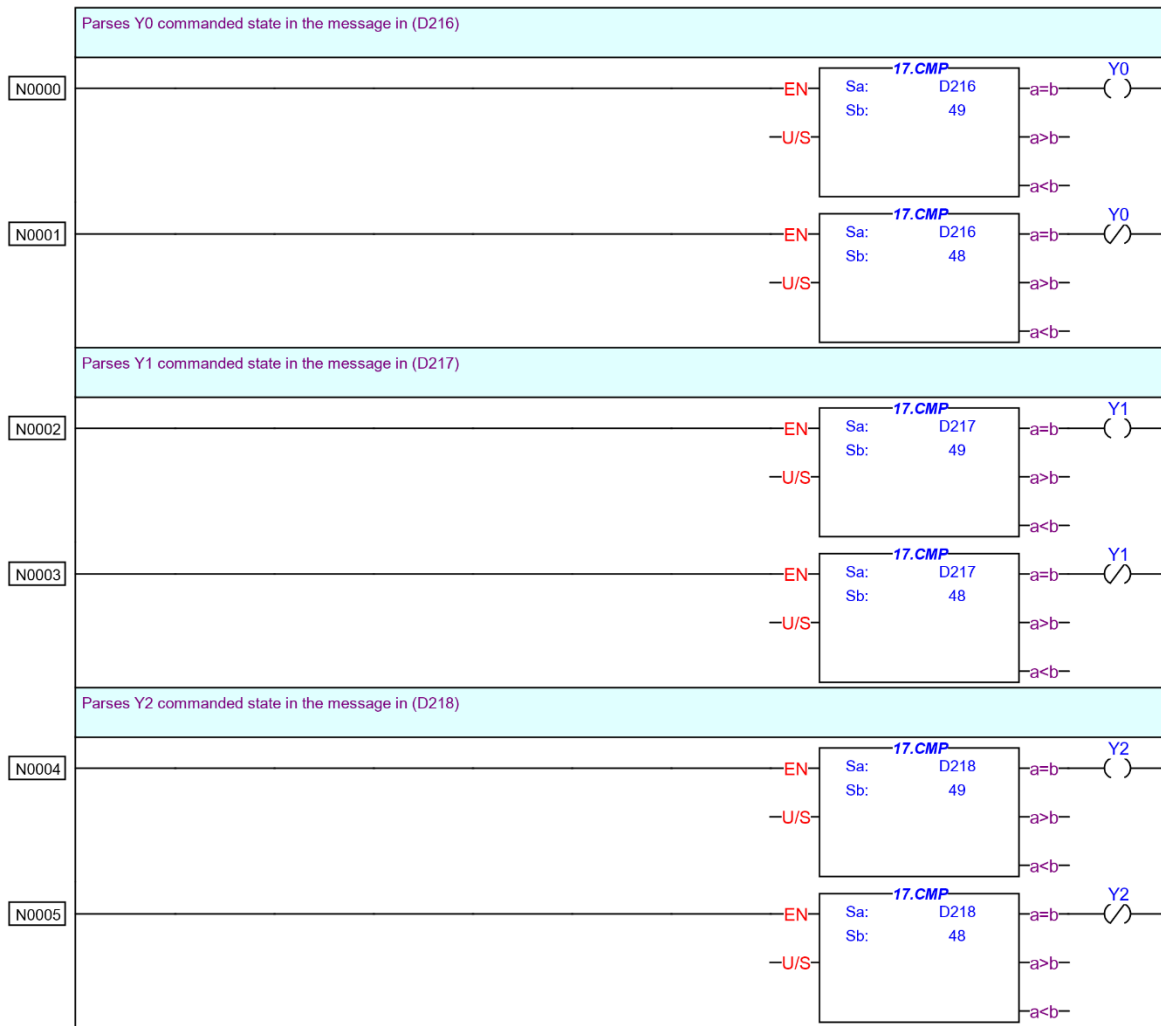 Parses Y0 commanded state in the message in (D216)
N0000
17.CMP
Y0
EN Sa: D216 a=b
Sb: 49
U/S a>b
a<b
N0001
17.CMP
Y0
EN Sa: D216 a=b
Sb: 48
U/S a>b
a<b
Parses Y1 commanded state in the message in (D217)
N0002
17.CMP
Y1
EN Sa: D217 a=b
Sb: 49
U/S a>b
a<b
N0003
17.CMP
Y1
EN Sa: D217 a=b
Sb: 48
U/S a>b
a<b
Parses Y2 commanded state in the message in (D218)
N0004
17.CMP
Y2
EN Sa: D218 a=b
Sb: 49
U/S a>b
a<b
N0005
17.CMP
Y2
EN Sa: D218 a=b
Sb: 48
U/S a>b
a<b